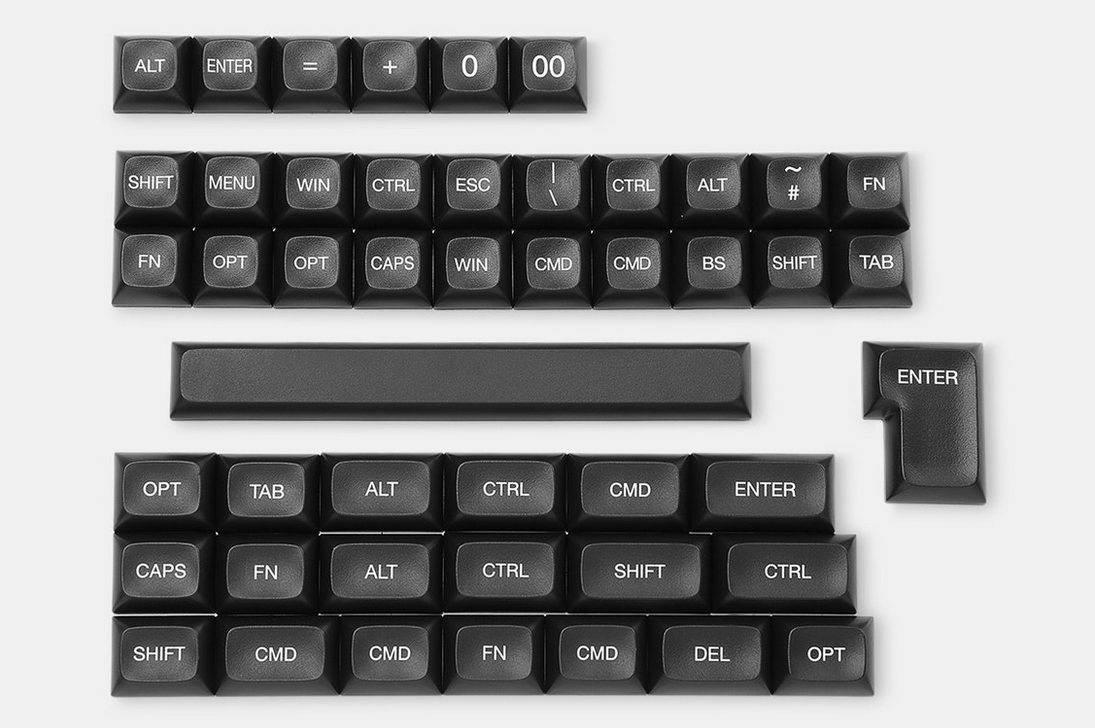 ALT ENTER = + 0 00
SHIFT MENU WIN CTRL ESC | \ CTRL ALT ~ # FN
FN OPT OPT CAPS WIN CMD CMD BS SHIFT TAB
ENTER
OPT TAB ALT CTRL CMD ENTER
CAPS FN ALT CTRL SHIFT CTRL
SHIFT CMD CMD FN CMD DEL OPT